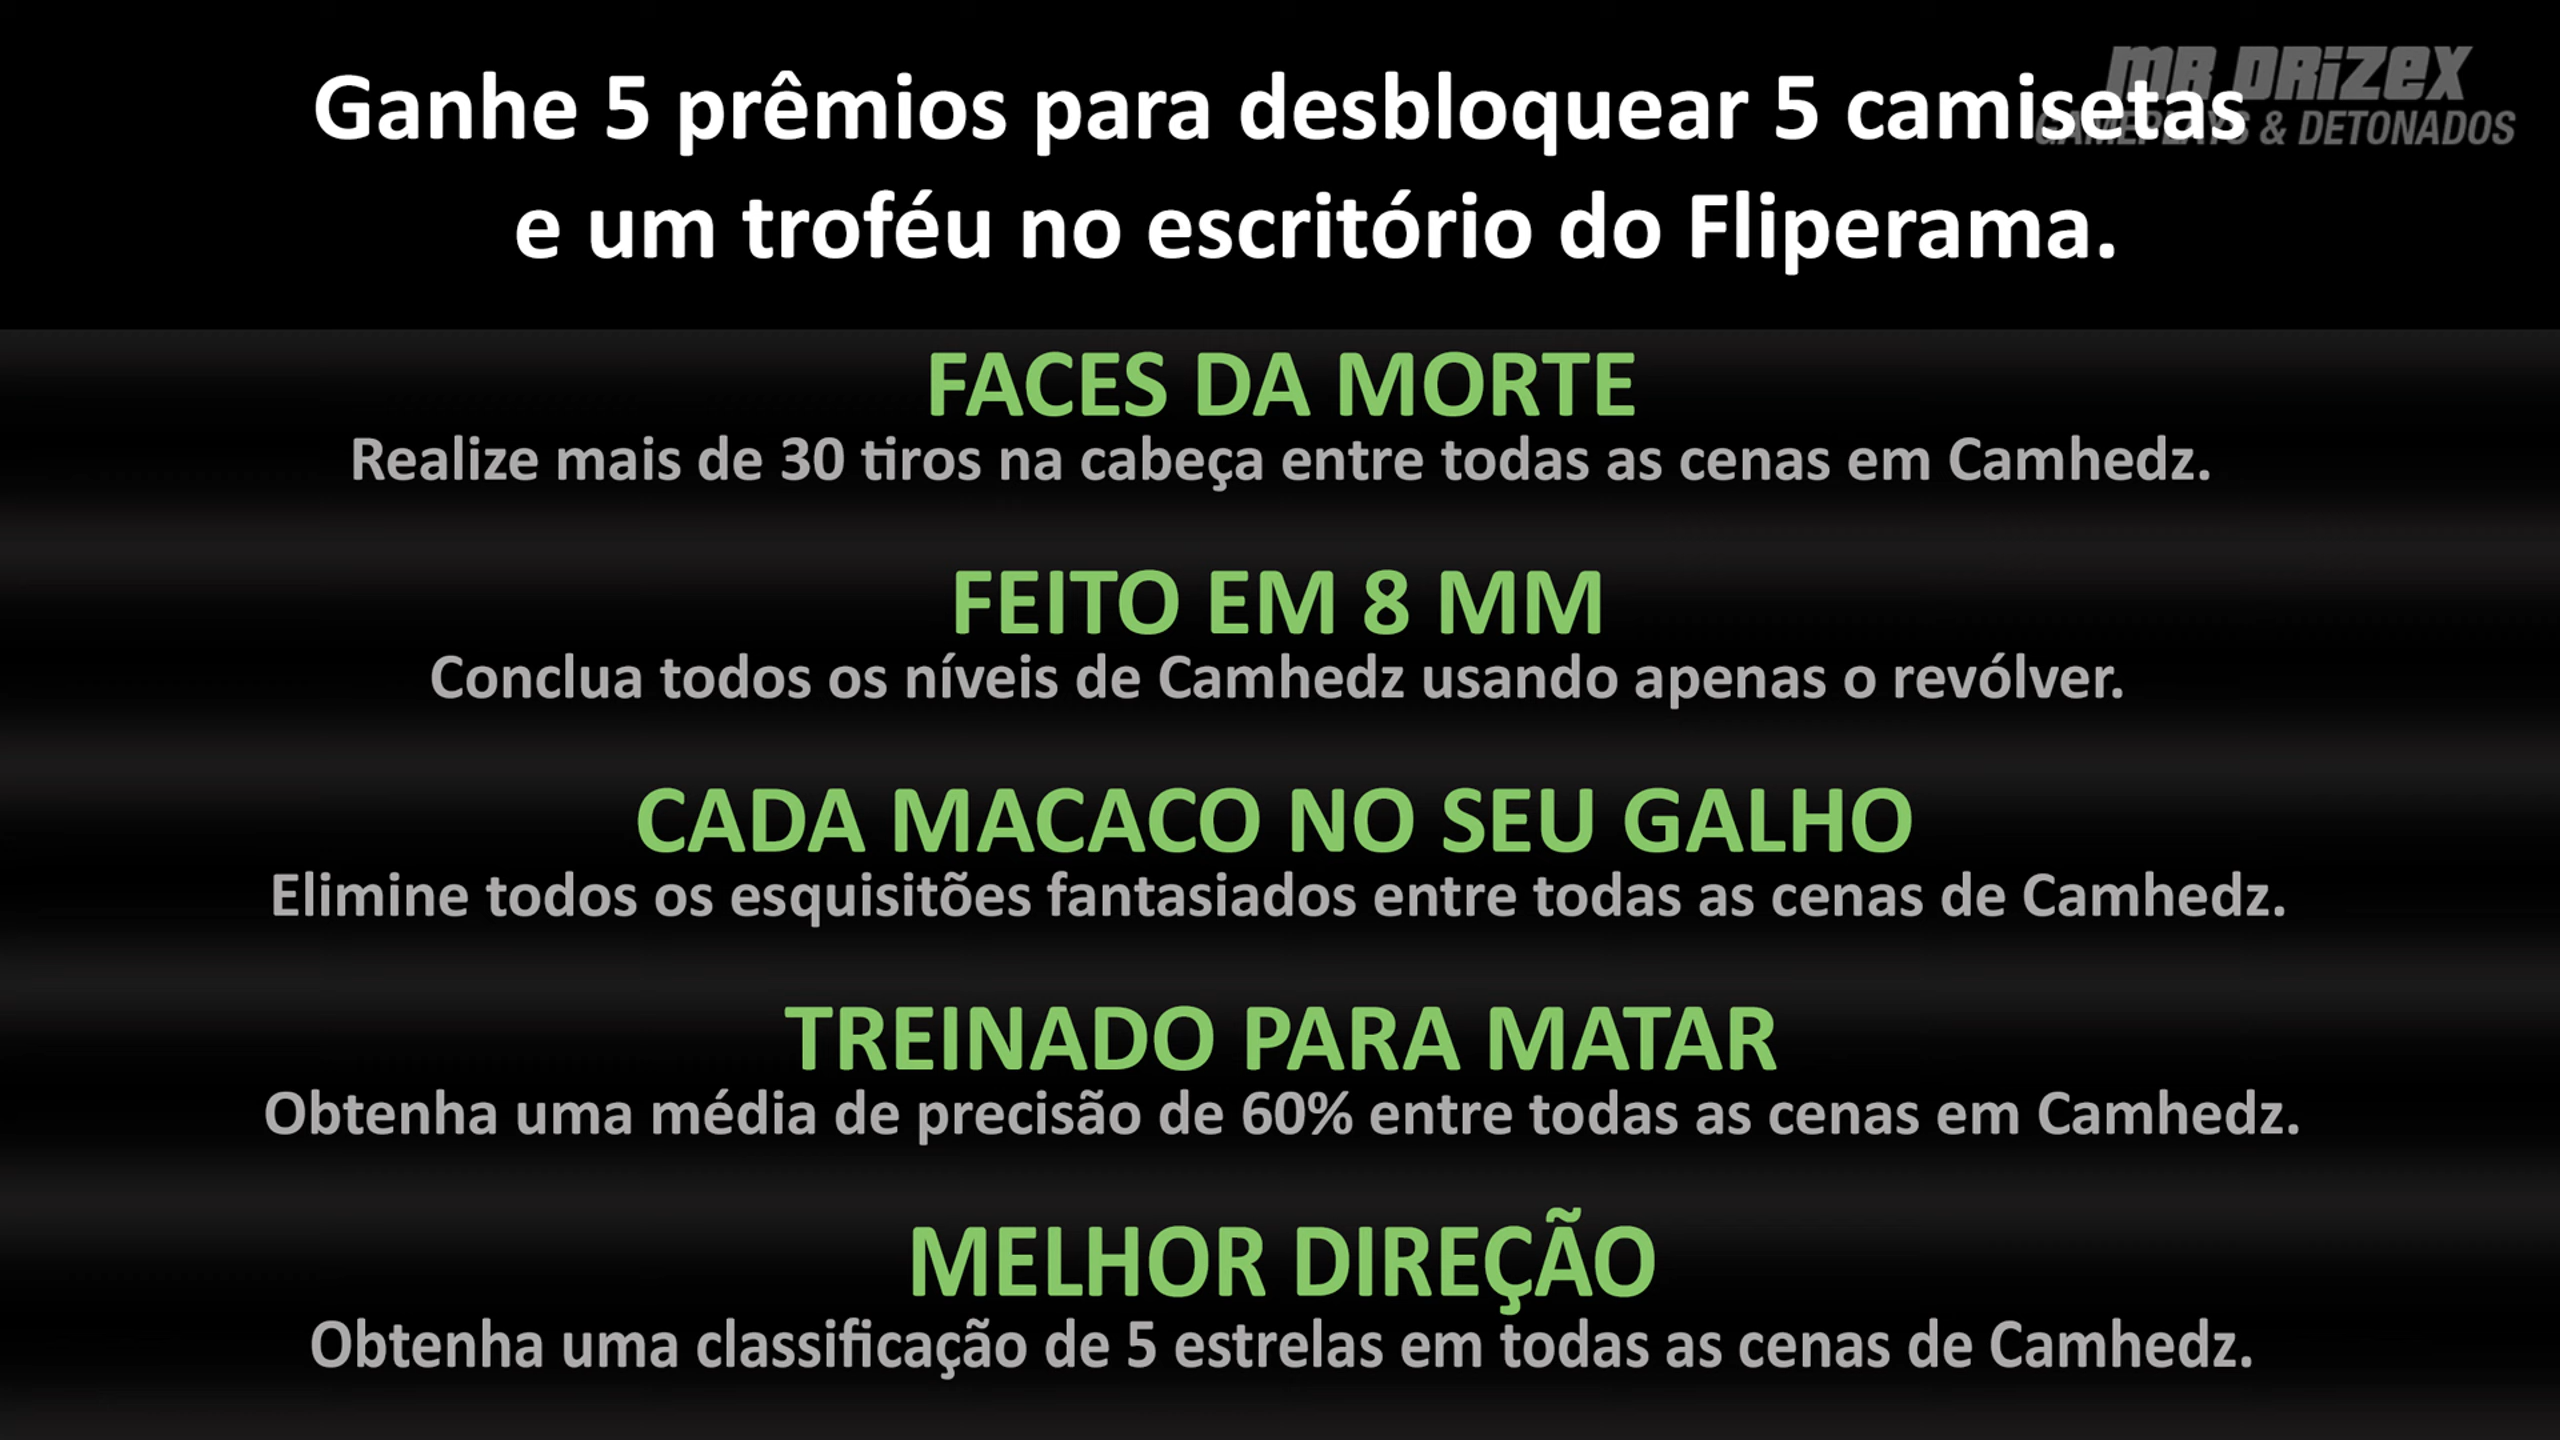 MR DRIZEX
GAMEPLAYS & DETONADOS
Ganhe 5 prêmios para desbloquear 5 camisetas
e um troféu no escritório do Fliperama.
FACES DA MORTE
Realize mais de 30 tiros na cabeça entre todas as cenas em Camhedz.
FEITO EM 8 MM
Conclua todos os níveis de Camhedz usando apenas o revólver.
CADA MACACO NO SEU GALHO
Elimine todos os esquisitões fantasiados entre todas as cenas de Camhedz.
TREINADO PARA MATAR
Obtenha uma média de precisão de 60% entre todas as cenas em Camhedz.
MELHOR DIREÇÃO
Obtenha uma classificação de 5 estrelas em todas as cenas de Camhedz.